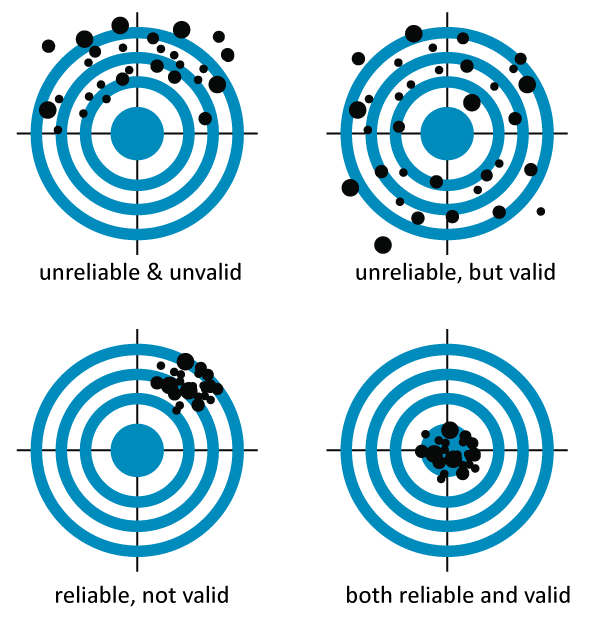 unreliable & unvalid
unreliable, but valid
reliable, not valid
both reliable and valid